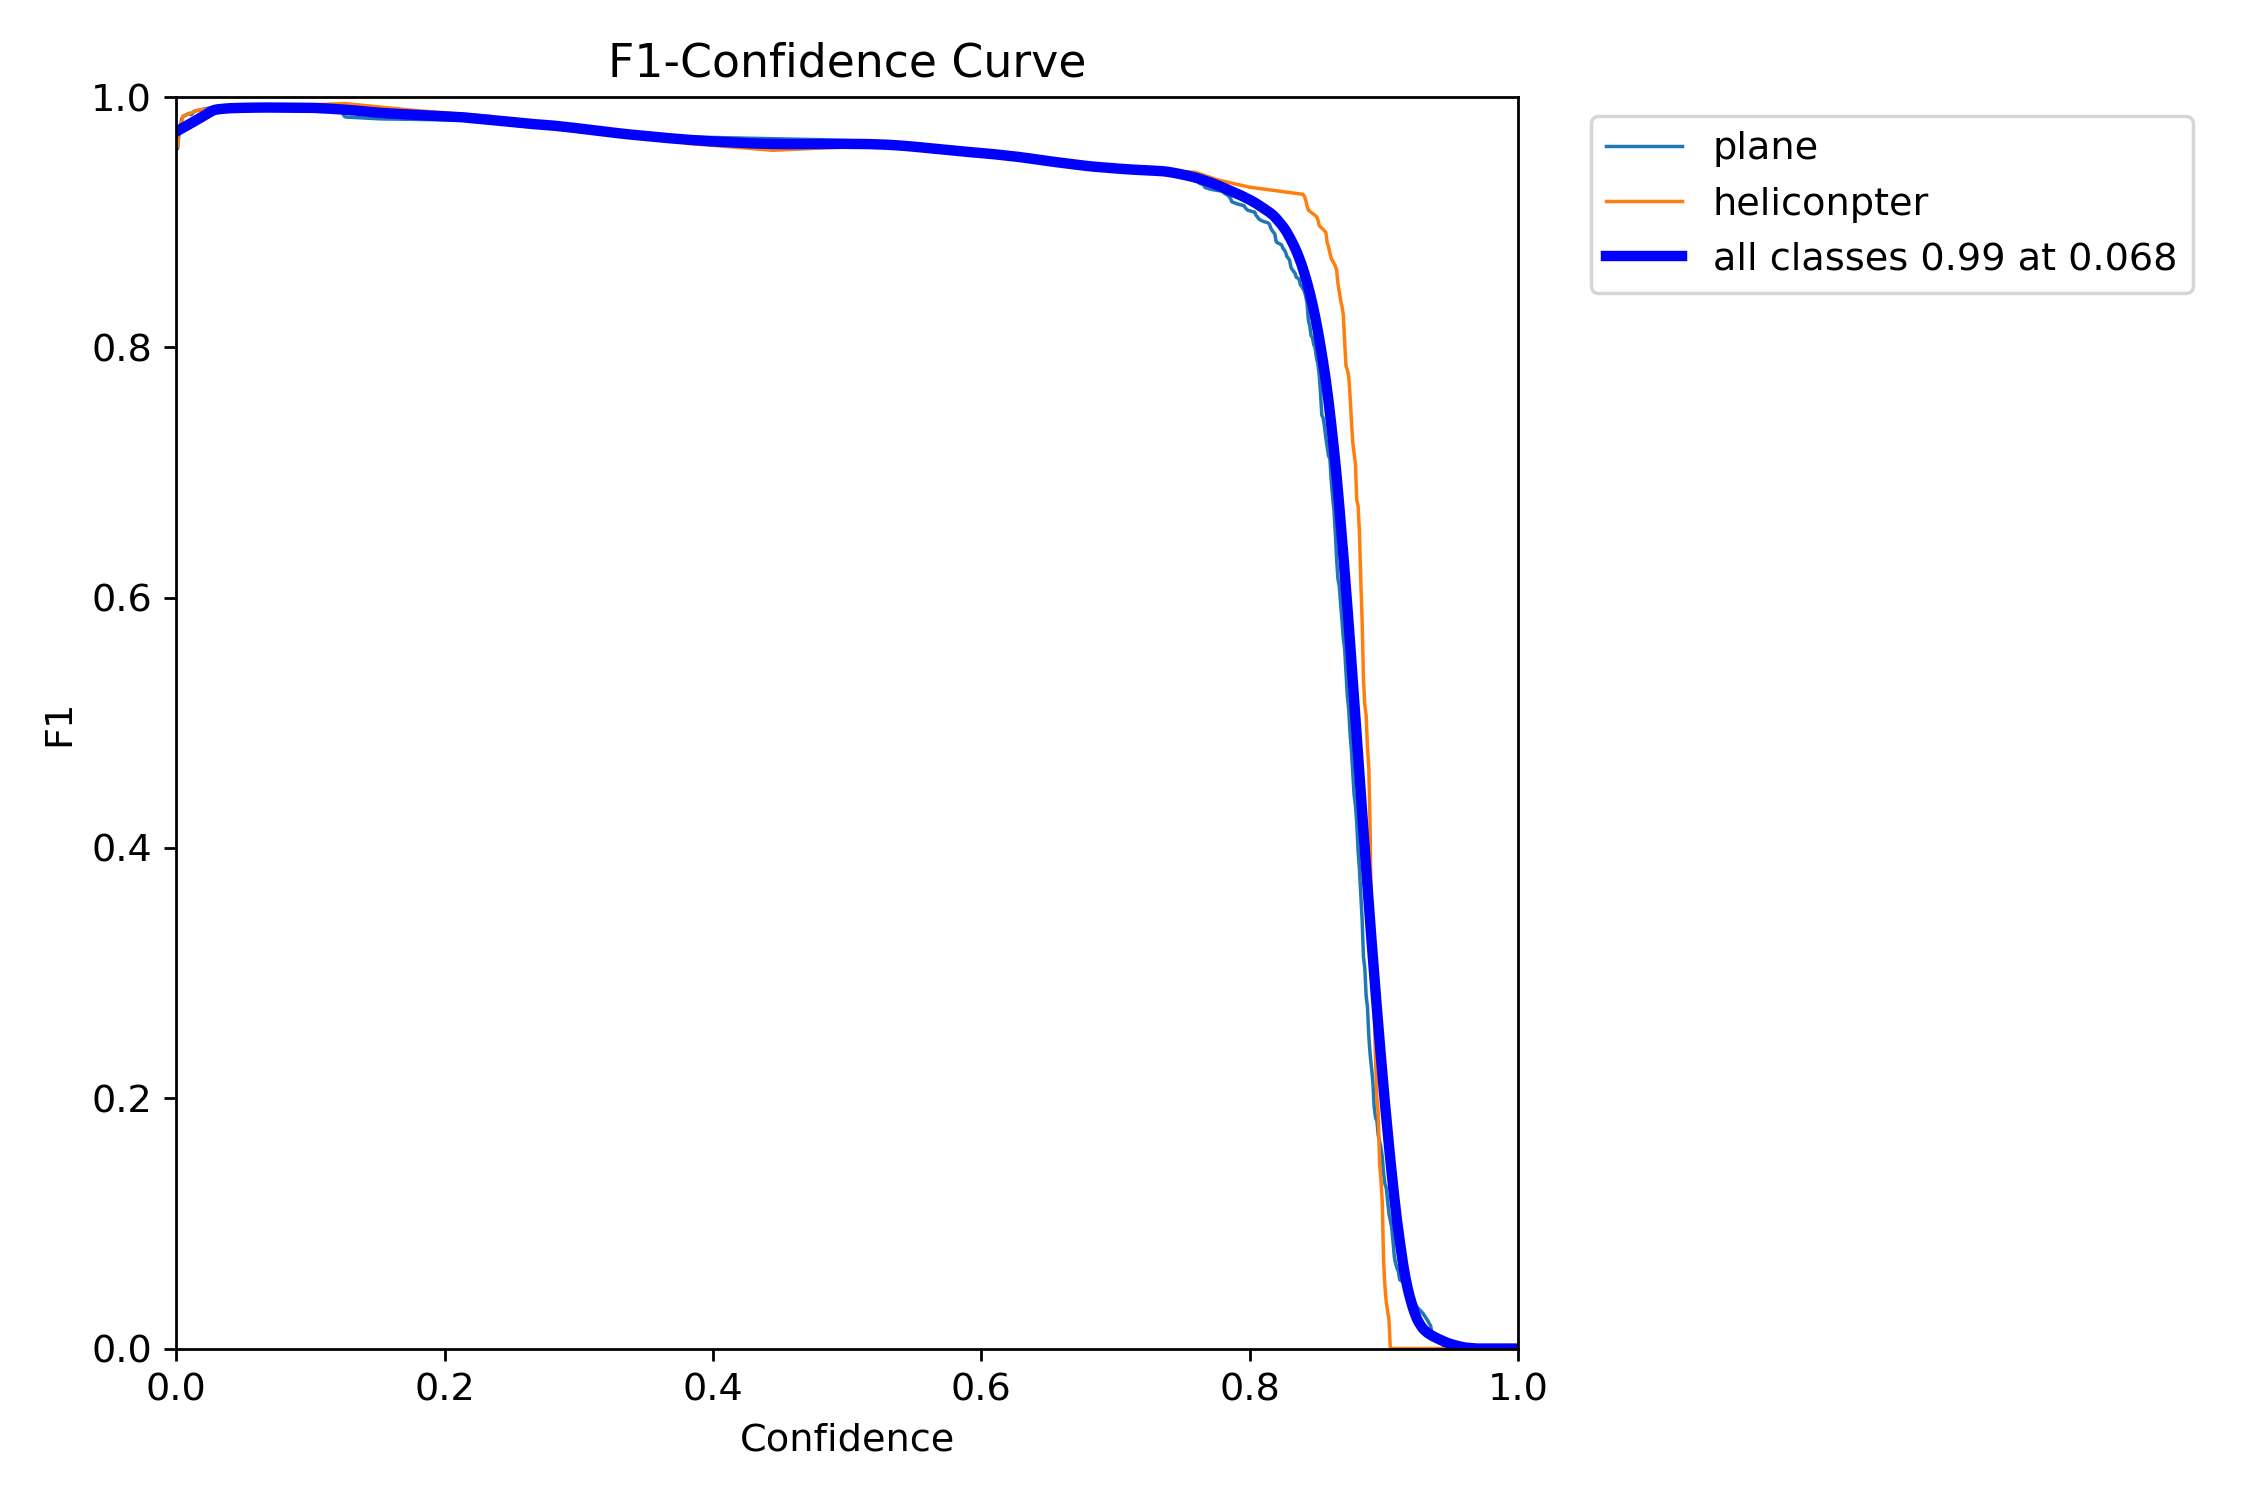 F1-Confidence Curve
1.0
0.8
0.6
0.4
0.2
0.0
F1
0.0 0.2 0.4 0.6 0.8 1.0
Confidence
plane
heliconpter
all classes 0.99 at 0.068